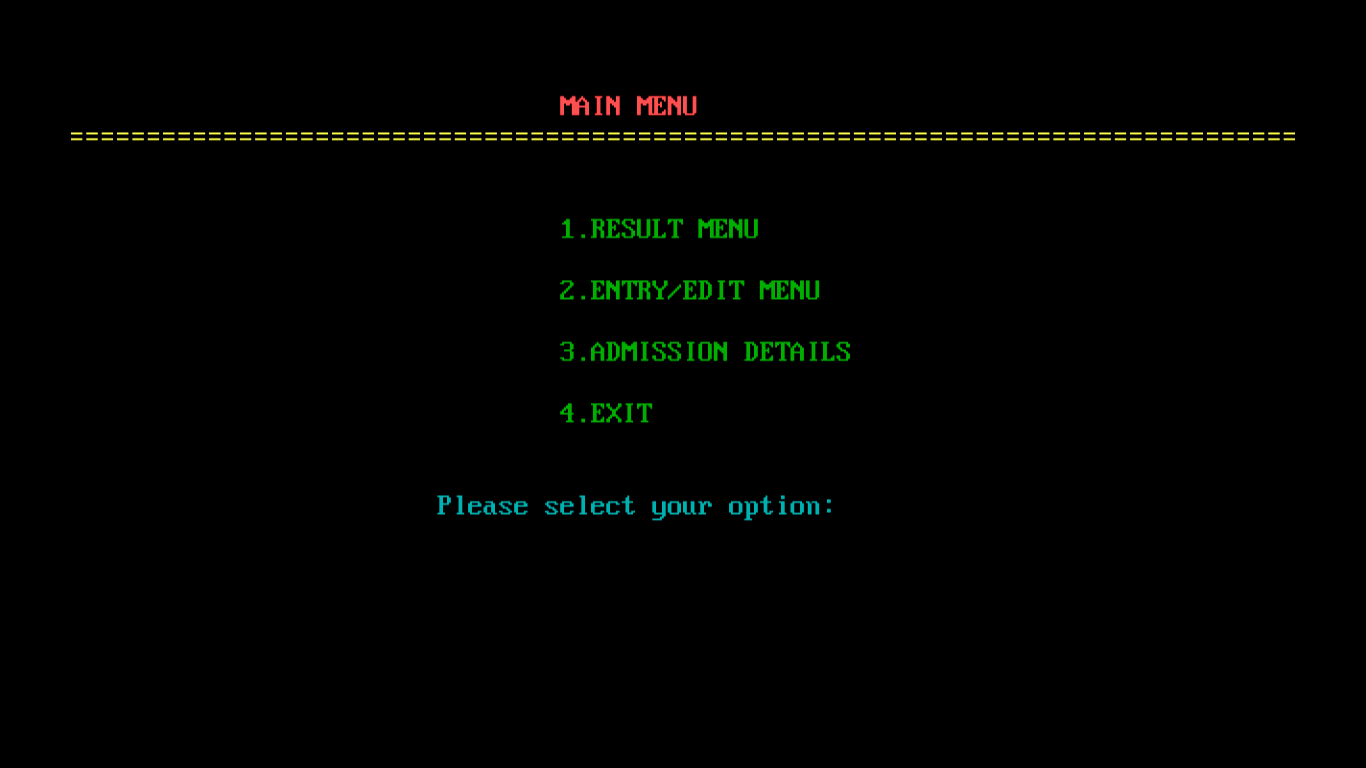 MAIN MENU
================================================================================
1.RESULT MENU
2.ENTRY/EDIT MENU
3.ADMISSION DETAILS
4.EXIT
Please select your option: